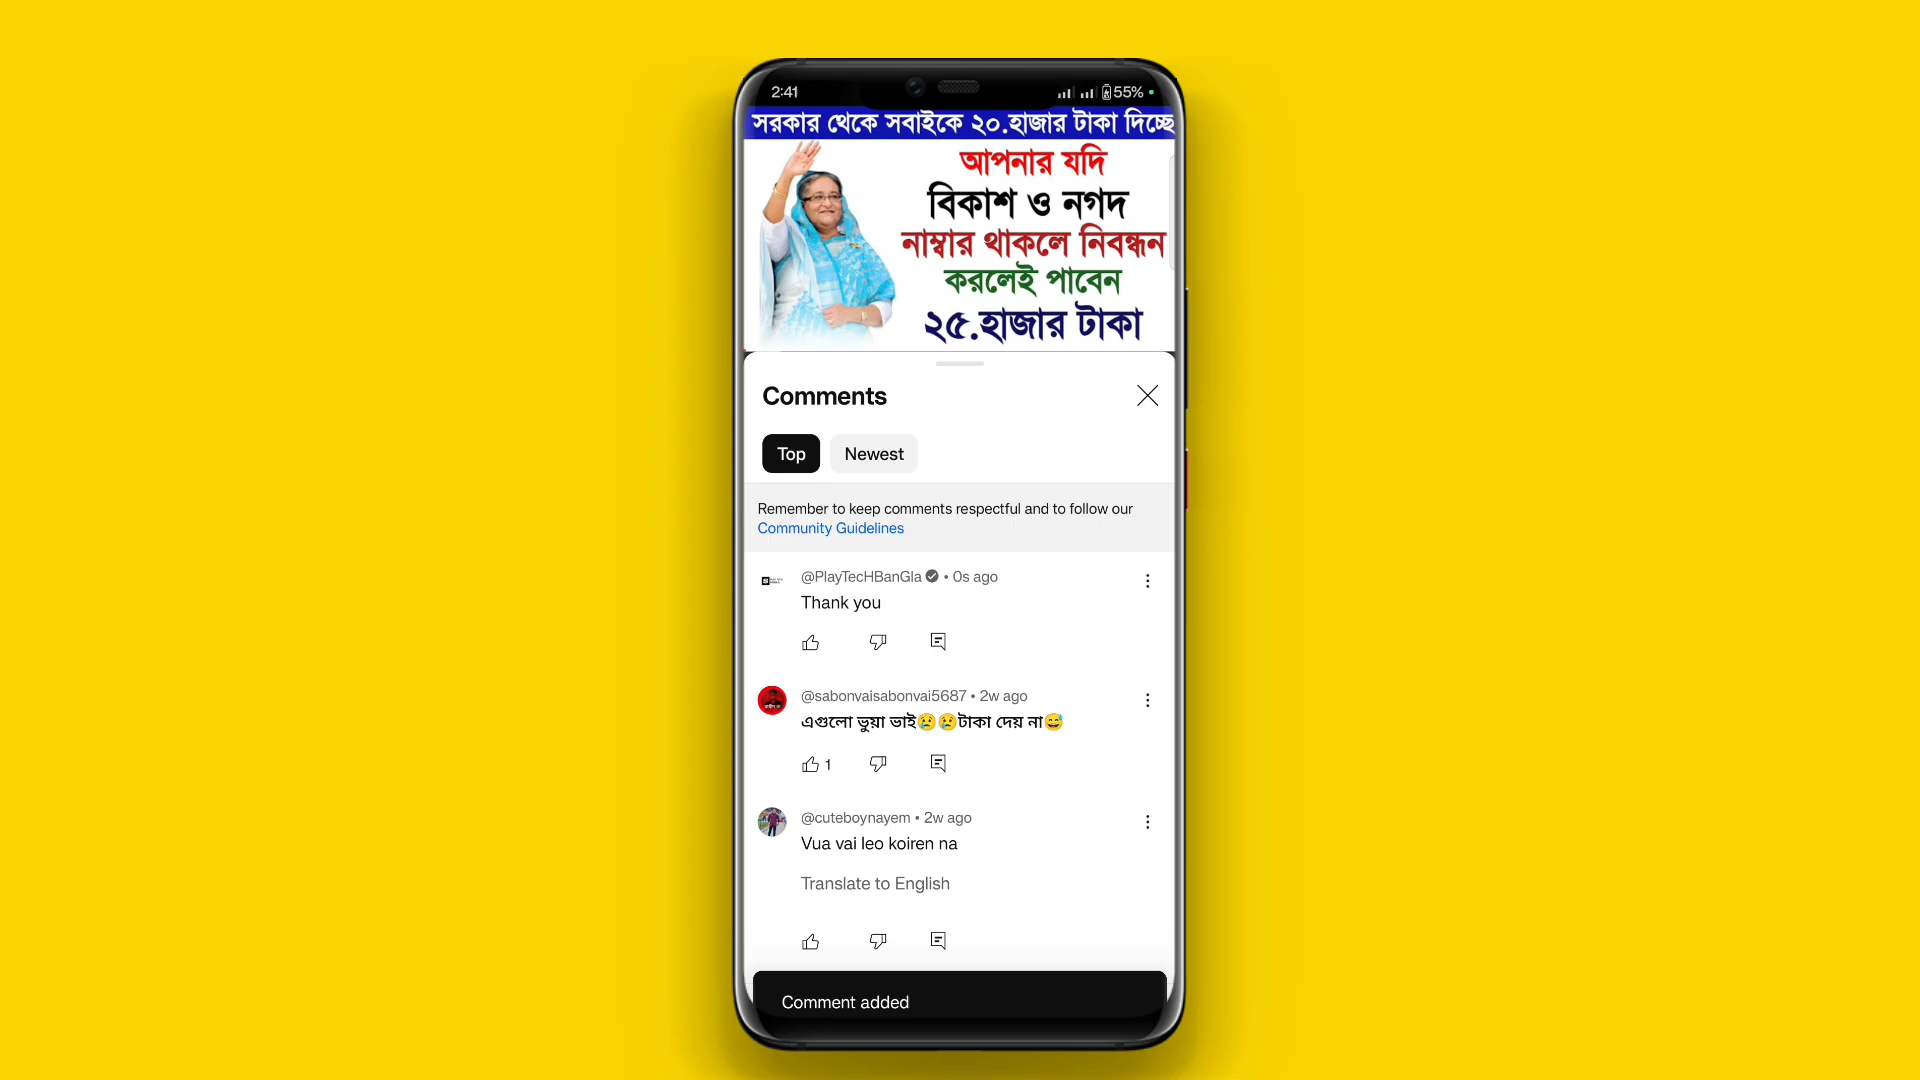 2:41
55%
সরকার থেকে সবাইকে ২০.হাজার টাকা দিচ্ছে
আপনার যদি
বিকাশ ও নগদ
নাম্বার থাকলে নিবন্ধন
করলেই পাবেন
২৫.হাজার টাকা
Comments
Top
Newest
Remember to keep comments respectful and to follow our
Community Guidelines
@PlayTecHBanGla • 0s ago
Thank you
@sabonvaisabonvai5687 • 2w ago
এগুলো ভুয়া ভাই😢😢টাকা দেয় না😅
1
@cuteboynayem • 2w ago
Vua vai leo koiren na
Translate to English
Comment added